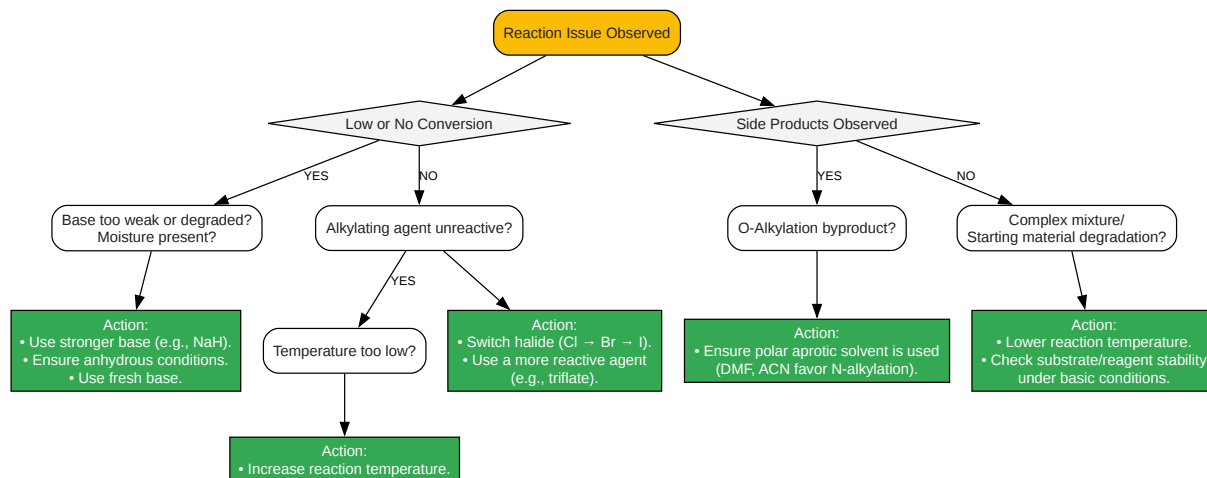 Reaction Issue Observed
Low or No Conversion
Side Products Observed
YES
NO
YES
NO
Base too weak or degraded?
Moisture present?
Alkylating agent unreactive?
O-Alkylation byproduct?
Complex mixture/
Starting material degradation?
YES
Action:
• Use stronger base (e.g., NaH).
• Ensure anhydrous conditions.
• Use fresh base.
Temperature too low?
Action:
• Switch halide (Cl → Br → I).
• Use a more reactive agent
(e.g., triflate).
Action:
• Ensure polar aprotic solvent is used
(DMF, ACN favor N-alkylation).
Action:
• Lower reaction temperature.
• Check substrate/reagent stability
under basic conditions.
Action:
• Increase reaction temperature.